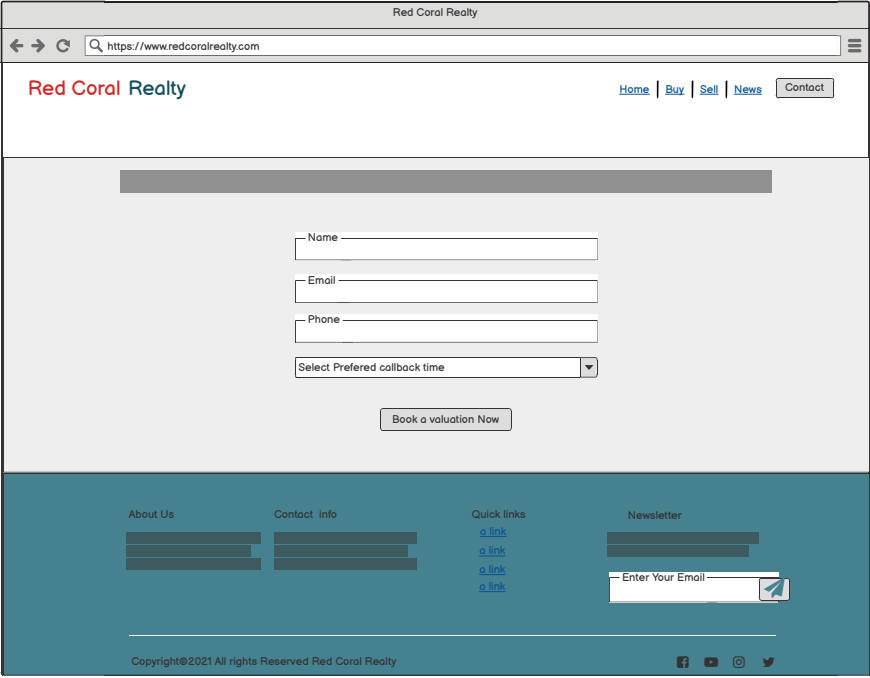 Red Coral Realty
https://www.redcoralrealty.com
Red Coral Realty
Home Buy Sell News Contact
Name
Email
Phone
Select Prefered callback time
Book a valuation Now
About Us
Contact info
Quick links
a link
a link
a link
a link
Newsletter
Enter Your Email
Copyright©2021 All rights Reserved Red Coral Realty